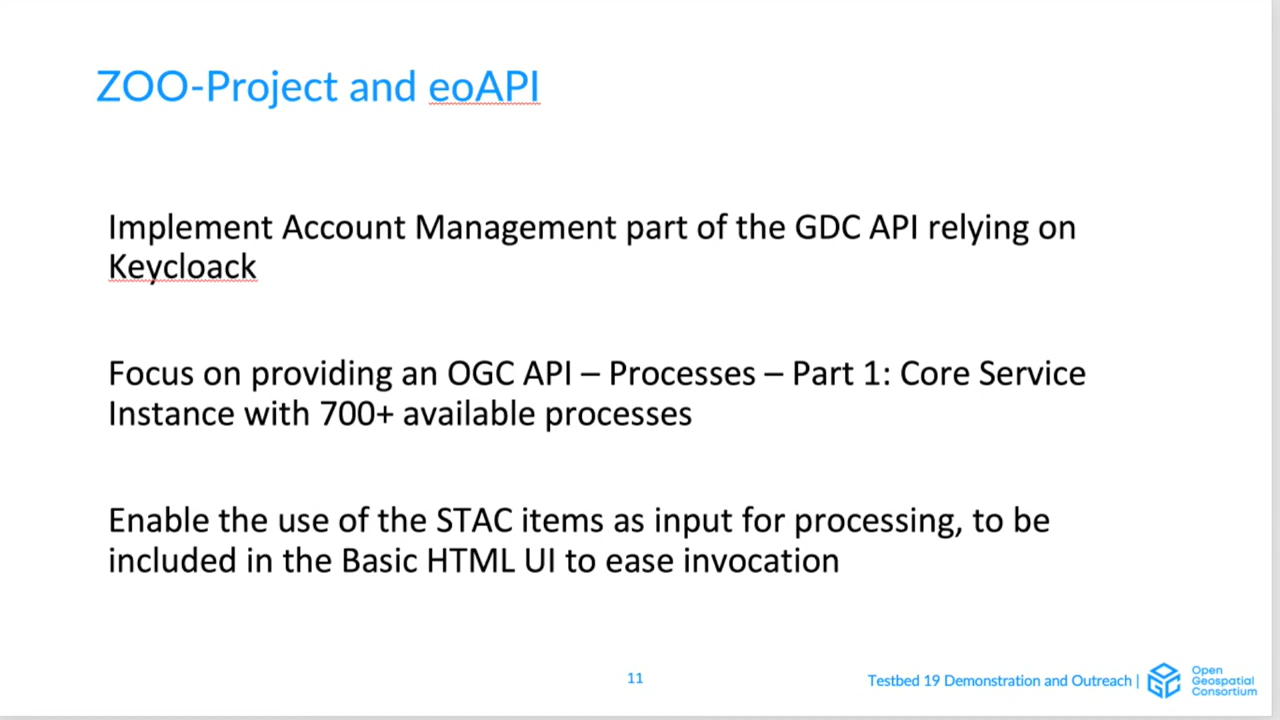 ZOO-Project and eoAPI
Implement Account Management part of the GDC API relying on
Keycloack
Focus on providing an OGC API – Processes – Part 1: Core Service
Instance with 700+ available processes
Enable the use of the STAC items as input for processing, to be
included in the Basic HTML UI to ease invocation
11
Testbed 19 Demonstration and Outreach |
Open
Geospatial
Consortium